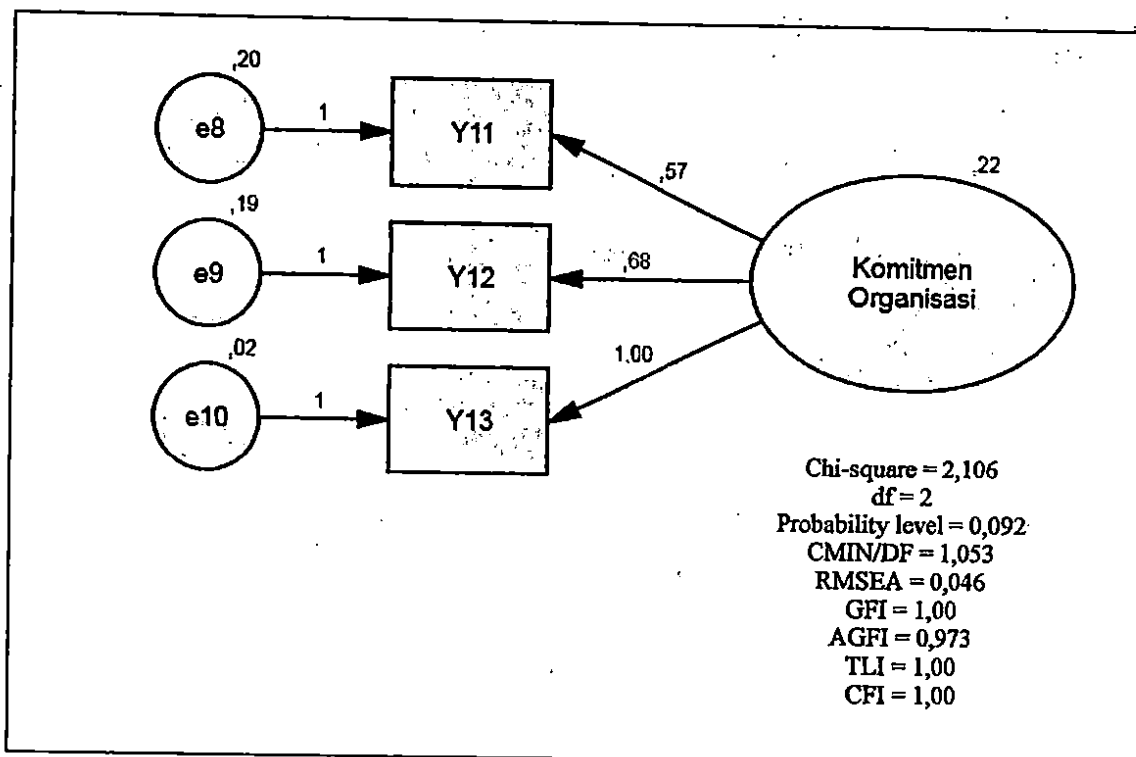 ,20
e8
1
Y11
,57
,22
,19
e9
1
Y12
,68
Komitmen
Organisasi
,02
e10
1
Y13
1.00
Chi-square = 2,106
df = 2
Probability level = 0,092
CMIN/DF = 1,053
RMSEA = 0,046
GFI = 1,00
AGFI = 0,973
TLI = 1,00
CFI = 1,00